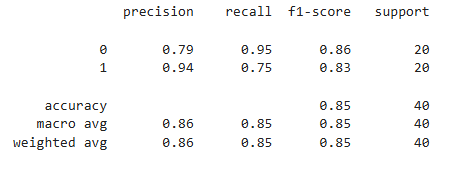 precision recall f1-score support
0 0.79 0.95 0.86 20
1 0.94 0.75 0.83 20
accuracy 0.85 40
macro avg 0.86 0.85 0.85 40
weighted avg 0.86 0.85 0.85 40